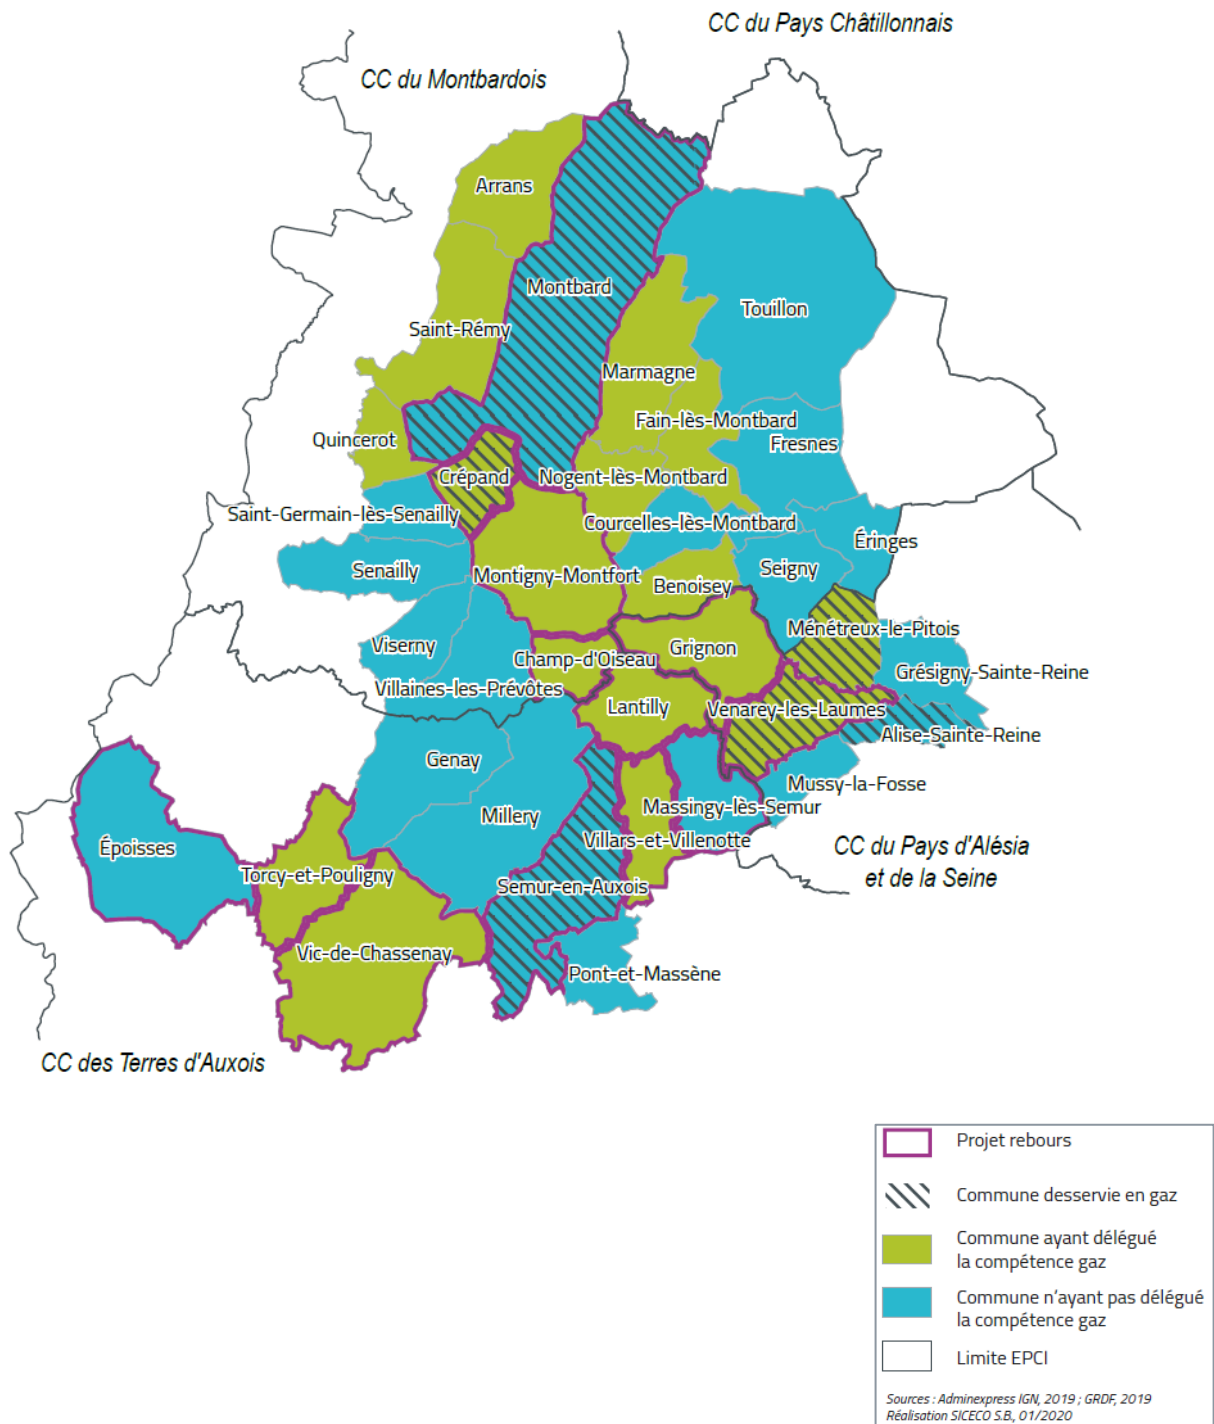 CC du Pays Châtillonnais
CC du Montbardois
Arrans
Montbard
Touillon
Saint-Rémy
Marmagne
Fain-lès-Montbard
Quincerot
Fresnes
Crépand
Nogent-lès-Montbard
Saint-Germain-lès-Senailly
Courcelles-lès-Montbard
Éringes
Senailly
Montigny-Montfort
Benoisey
Seigny
Ménétreux-le-Pitois
Viserny
Champ-d'Oiseau
Grignon
Grésigny-Sainte-Reine
Villaines-les-Prévôtes
Lantilly
Venarey-les-Laumes
Alise-Sainte-Reine
Genay
Mussy-la-Fosse
Millery
Massingy-lès-Semur
Époisses
Villars-et-Villenotte
CC du Pays d'Alésia
et de la Seine
Torcy-et-Pouligny
Semur-en-Auxois
Vic-de-Chassenay
Pont-et-Massène
CC des Terres d'Auxois
Projet rebours
Commune desservie en gaz
Commune ayant délégué
la compétence gaz
Commune n'ayant pas délégué
la compétence gaz
Limite EPCI
Sources : Adminexpress IGN, 2019 ; GRDF, 2019
Réalisation SICECO S.B, 01/2020